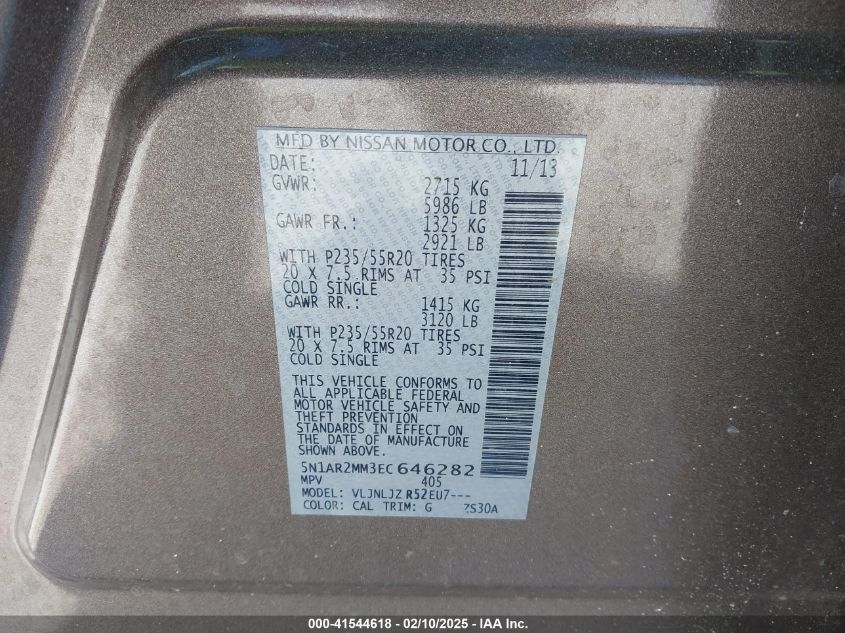 MFD BY NISSAN MOTOR CO., LTD.
DATE: 11/13
GVWR: 2715 KG
5986 LB
GAWR FR.: 1325 KG
2921 LB
WITH P235/55R20 TIRES
20 X 7.5 RIMS AT 35 PSI
COLD SINGLE
GAWR RR.: 1415 KG
3120 LB
WITH P235/55R20 TIRES
20 X 7.5 RIMS AT 35 PSI
COLD SINGLE
THIS VEHICLE CONFORMS TO
ALL APPLICABLE FEDERAL
MOTOR VEHICLE SAFETY AND
THEFT PREVENTION
STANDARDS IN EFFECT ON
THE DATE OF MANUFACTURE
SHOWN ABOVE.
5N1AR2MM3EC646282
MPV 405
MODEL: VLJNLJZ R52EU7---
COLOR: CAL TRIM: G ZS30A
000-41544618 - 02/10/2025 - IAA Inc.